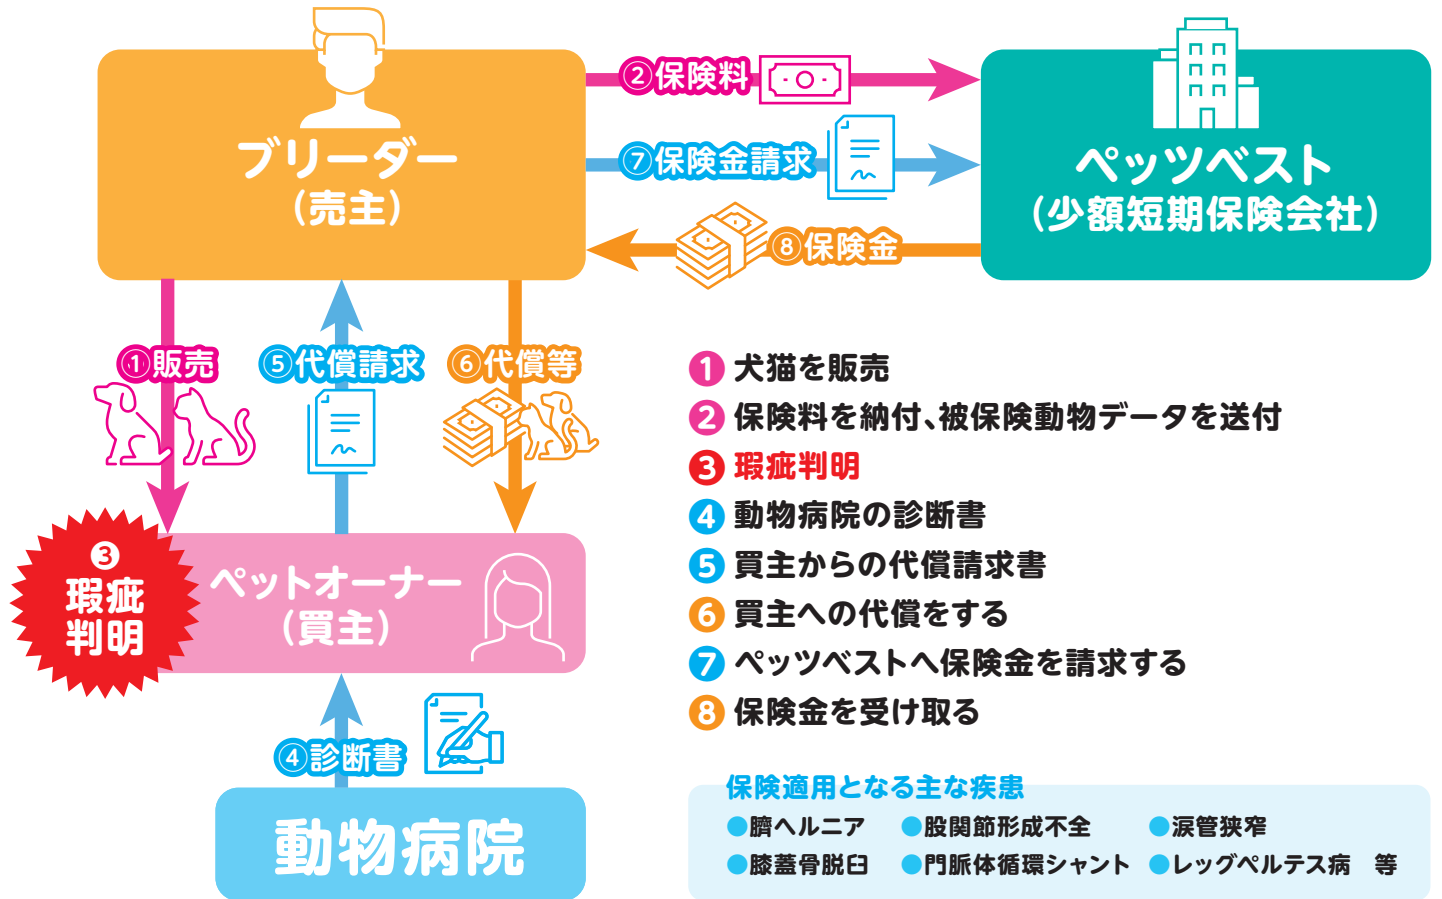 ブリーダー
(売主)
②保険料
⑦保険金請求
⑧保険金
ペッツベスト
(少額短期保険会社)
①販売
⑤代償請求
⑥代償等
❸
瑕疵
判明
ペットオーナー
(買主)
④診断書
動物病院
❶犬猫を販売
❷保険料を納付、被保険動物データを送付
❸瑕疵判明
❹動物病院の診断書
❺買主からの代償請求書
❻買主への代償をする
❼ペッツベストへ保険金を請求する
❽保険金を受け取る
保険適用となる主な疾患
●臍ヘルニア ●股関節形成不全 ●涙管狭窄
●膝蓋骨脱臼 ●門脈体循環シャント ●レッグペルテス病　等